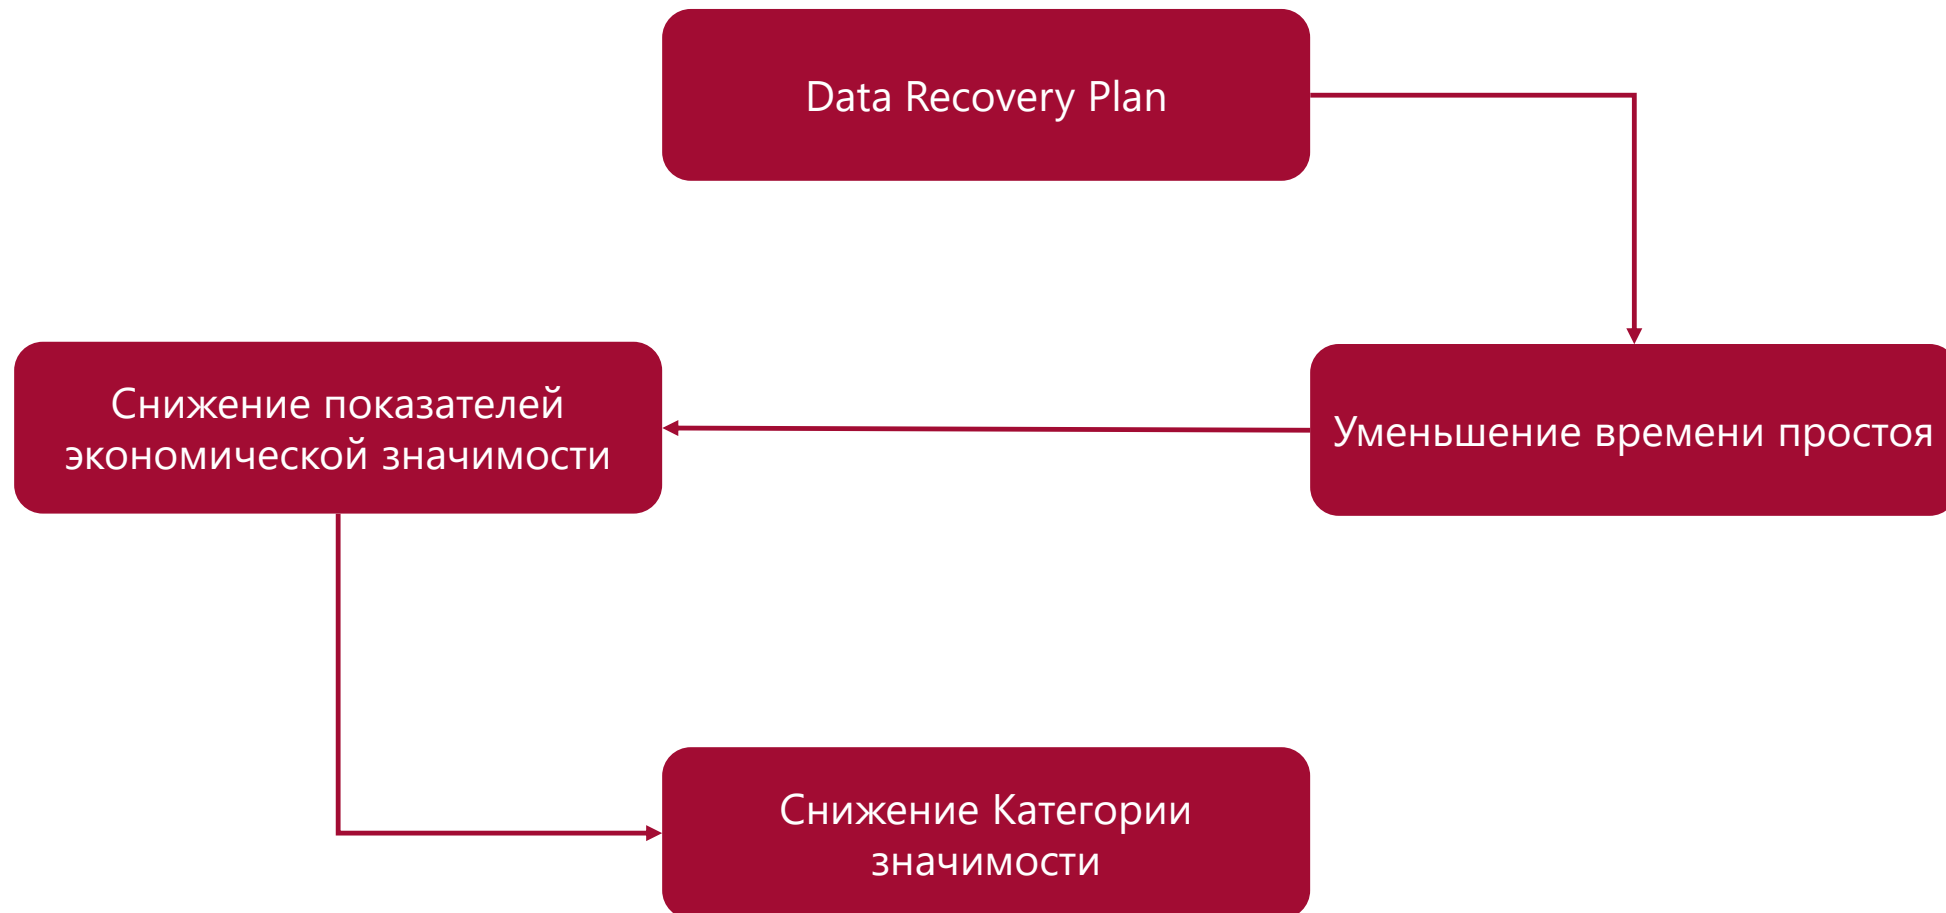 Data Recovery Plan
Снижение показателей
экономической значимости
Уменьшение времени простоя
Снижение Категории
значимости